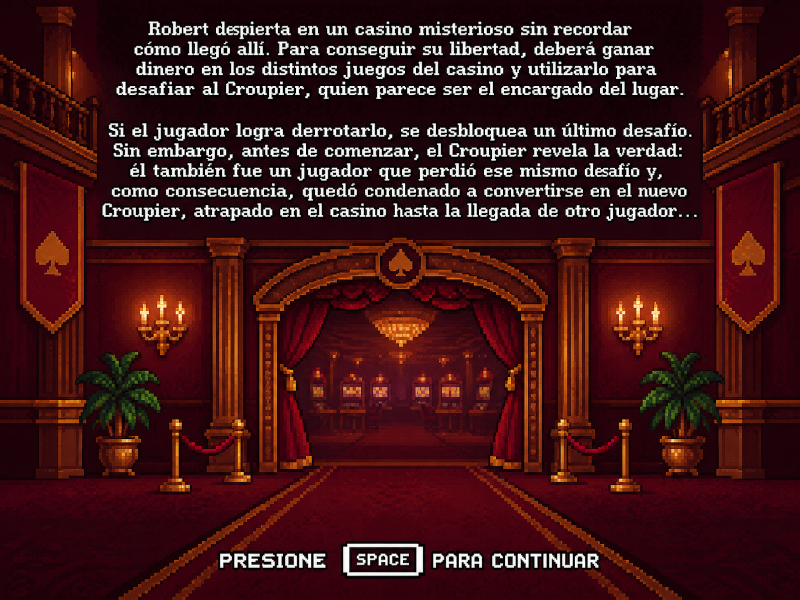 Robert despierta en un casino misterioso sin recordar
cómo llegó allí. Para conseguir su libertad, deberá ganar
dinero en los distintos juegos del casino y utilizarlo para
desafiar al Croupier, quien parece ser el encargado del lugar.
Si el jugador logra derrotarlo, se desbloquea un último desafío.
Sin embargo, antes de comenzar, el Croupier revela la verdad:
él también fue un jugador que perdió ese mismo desafío y,
como consecuencia, quedó condenado a convertirse en el nuevo
Croupier, atrapado en el casino hasta la llegada de otro jugador...
PRESIONE SPACE PARA CONTINUAR